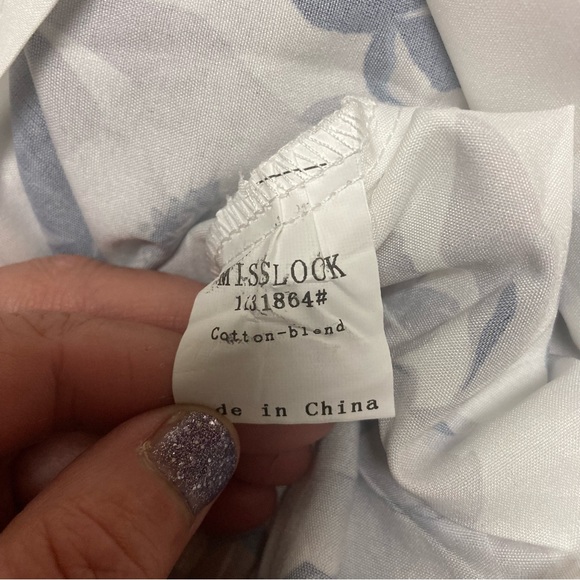 MISSLOCK
Cotton-blend
de in China